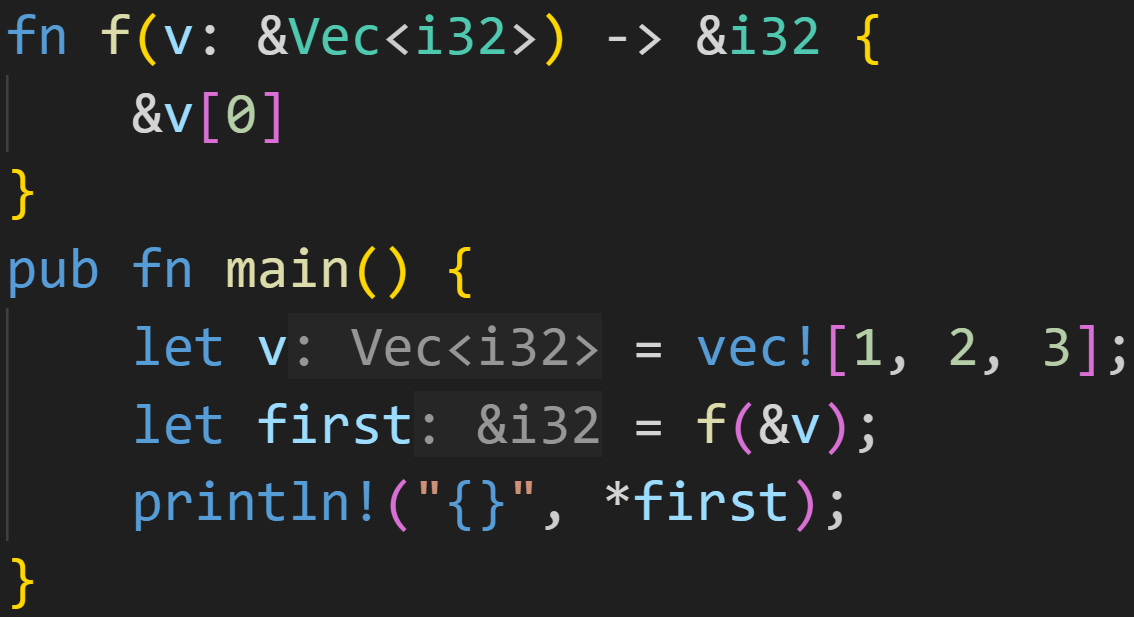 fn f(v: &Vec<i32>) -> &i32 {
    &v[0]
}
pub fn main() {
    let v: Vec<i32> = vec![1, 2, 3];
    let first: &i32 = f(&v);
    println!("{}", *first);
}